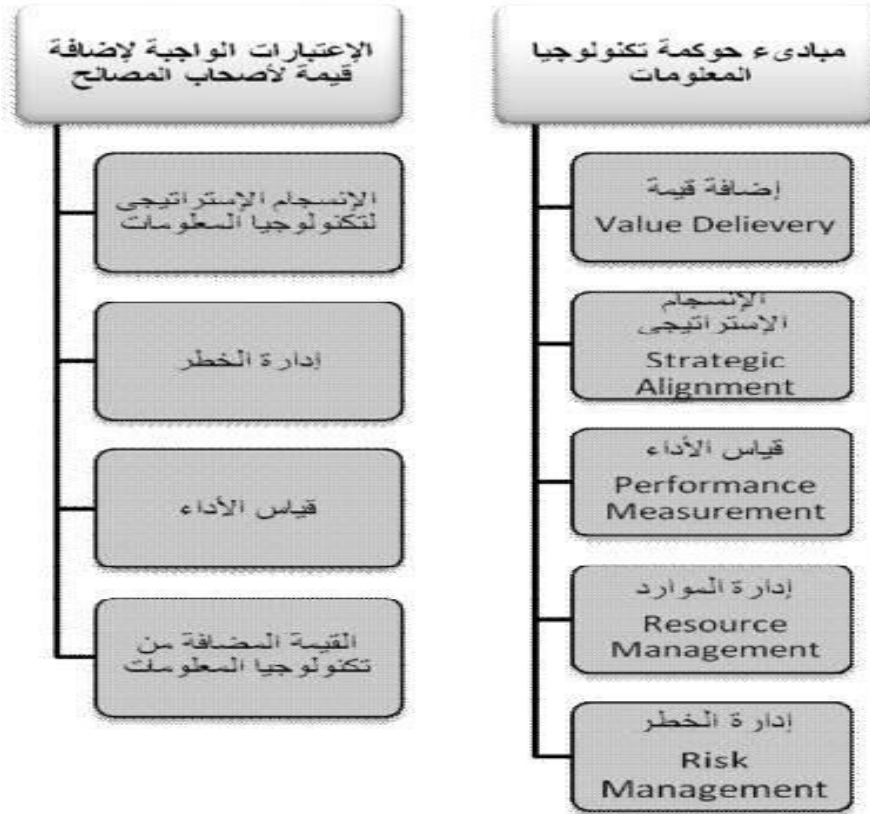 مبادىء حوكمة تكنولوجيا
المعلومات
إضافة قيمة
Value Delievery
الإنسجام
الإستراتيجى
Strategic
Alignment
قياس الأداء
Performance
Measurement
إدارة الموارد
Resource
Management
إدارة الخطر
Risk
Management
الإعتبارات الواجبة لإضافة
قيمة لأصحاب المصالح
الإنسجام الإستراتيجى
لتكنولوجيا المعلومات
إدارة الخطر
قياس الأداء
القيمة المضافة من
تكنولوجيا المعلومات